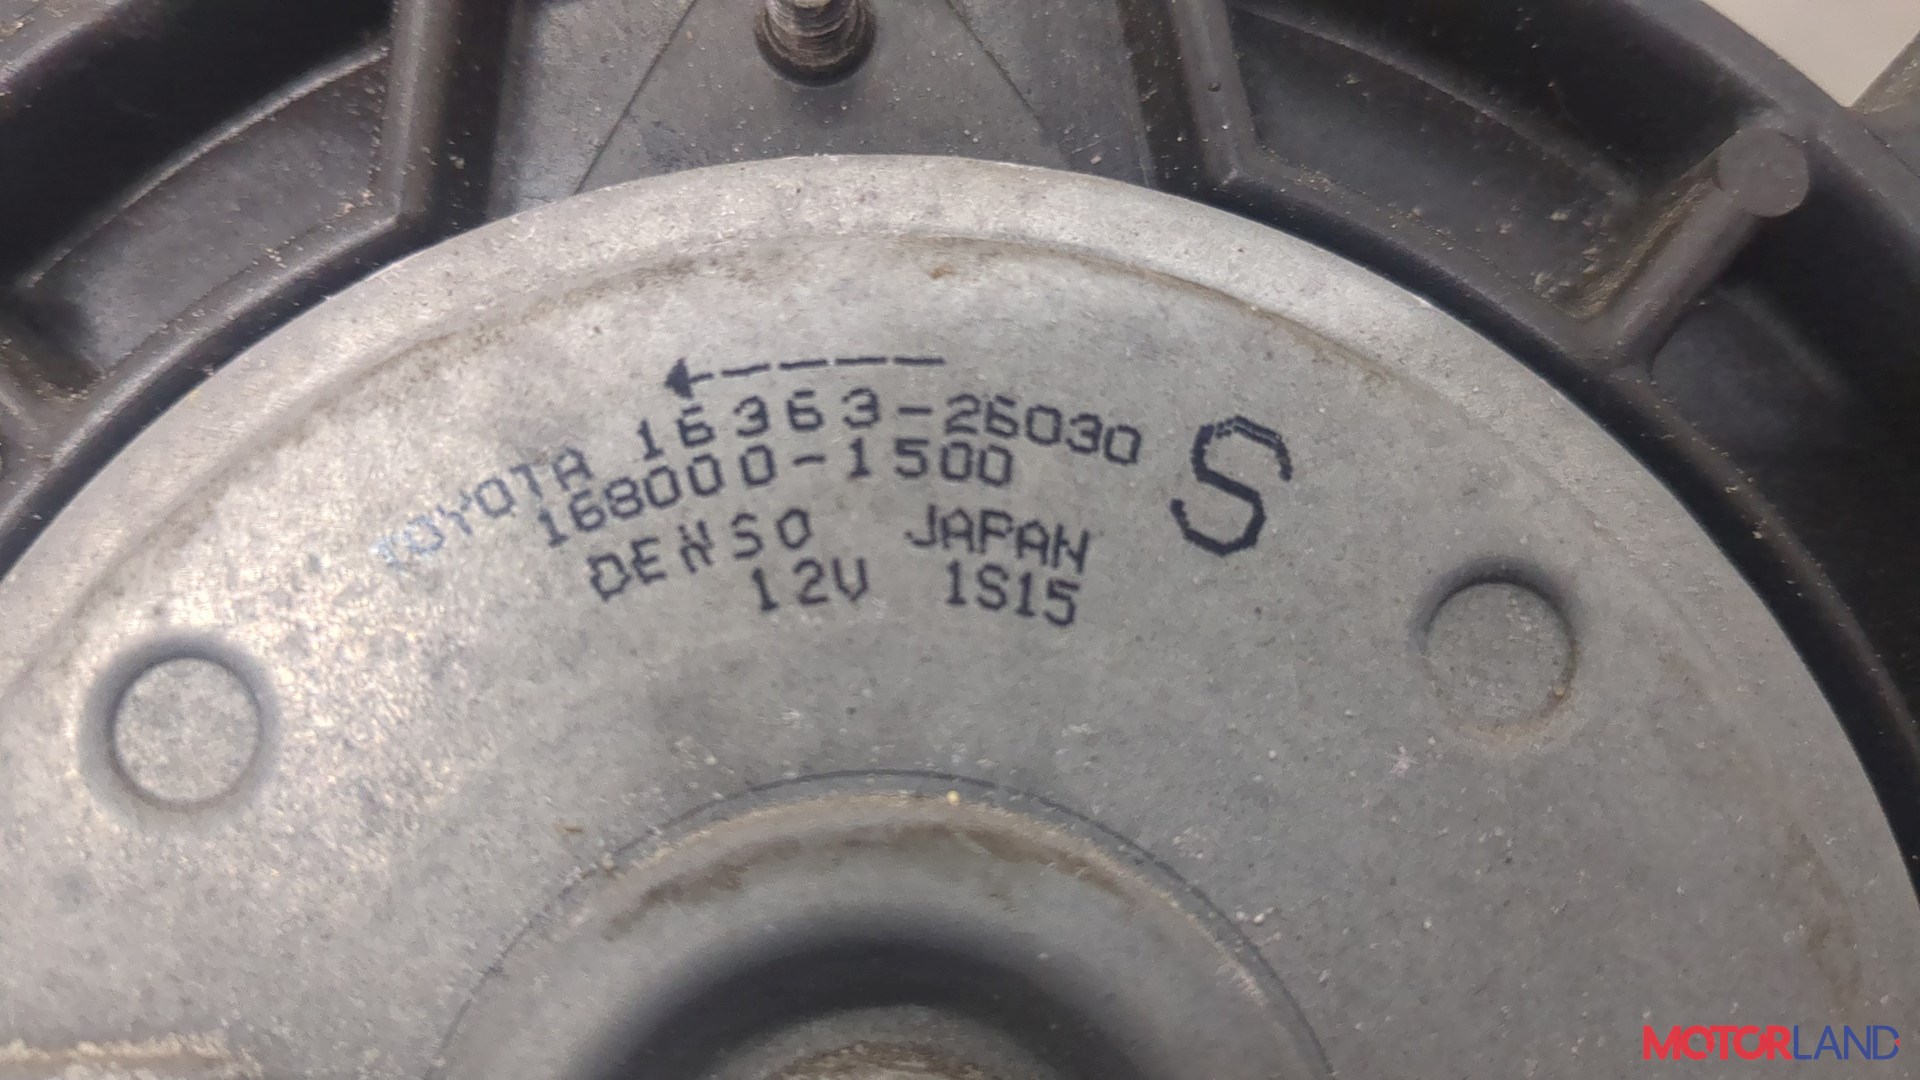 TOYOTA 16363-26030
168000-1500
S
DENSO JAPAN
12V 1S15
MOTORLAND